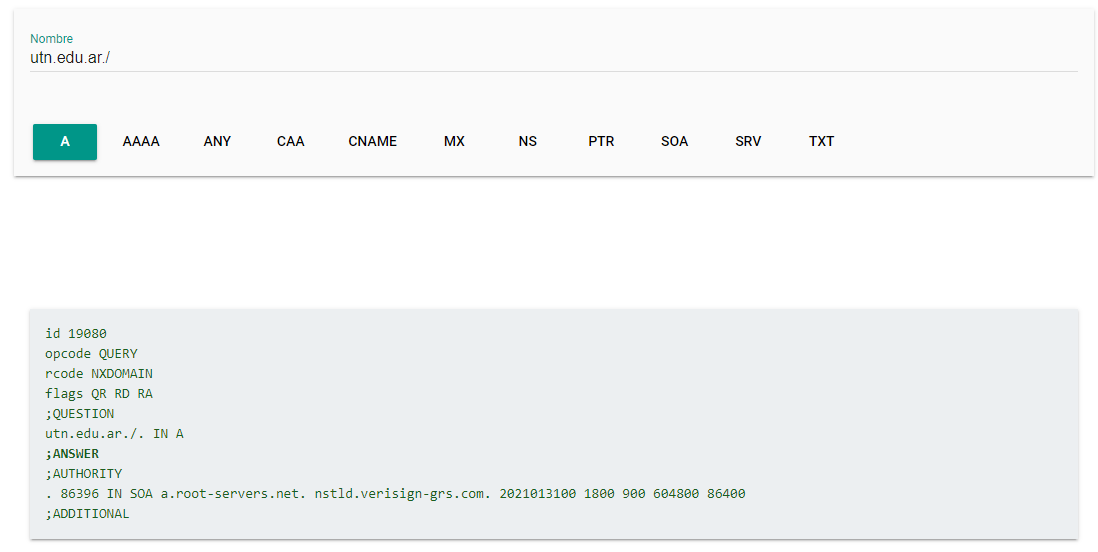 Nombre
utn.edu.ar./
A AAAA ANY CAA CNAME MX NS PTR SOA SRV TXT
id 19080
opcode QUERY
rcode NXDOMAIN
flags QR RD RA
;QUESTION
utn.edu.ar./. IN A
;ANSWER
;AUTHORITY
. 86396 IN SOA a.root-servers.net. nstld.verisign-grs.com. 2021013100 1800 900 604800 86400
;ADDITIONAL